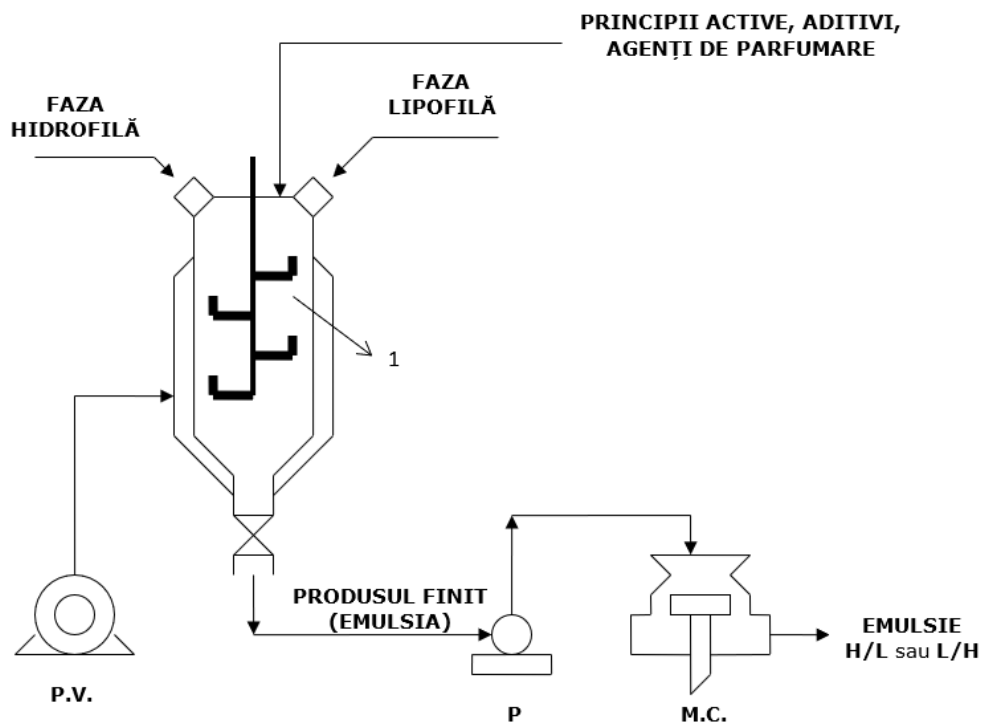 PRINCIPII ACTIVE, ADITIVI,
AGENȚI DE PARFUMARE
FAZA
HIDROFILĂ
FAZA
LIPOFILĂ
1
PRODUSUL FINIT
(EMULSIA)
EMULSIE
H/L sau L/H
P.V.
P
M.C.